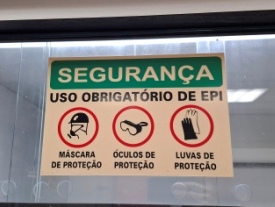 SEGURANÇA
USO OBRIGATÓRIO DE EPI
MÁSCARA DE PROTEÇÃO
ÓCULOS DE PROTEÇÃO
LUVAS DE PROTEÇÃO